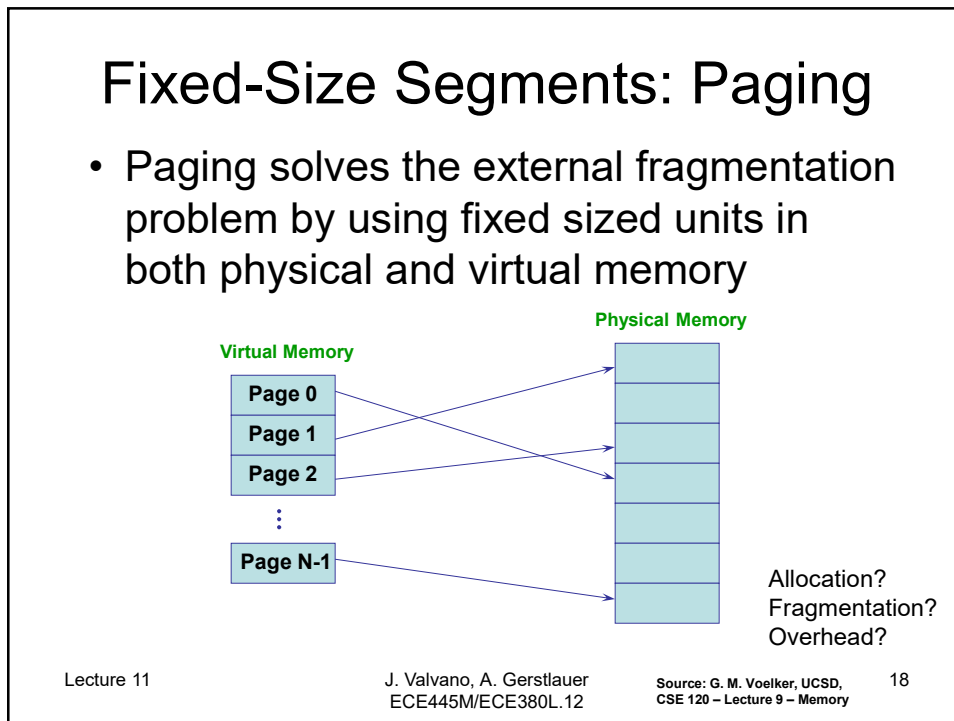 Fixed-Size Segments: Paging
• Paging solves the external fragmentation
problem by using fixed sized units in
both physical and virtual memory
Physical Memory
Virtual Memory
Page 0
Page 1
Page 2
Page N-1
Allocation?
Fragmentation?
Overhead?
Lecture 11
J. Valvano, A. Gerstlauer
ECE445M/ECE380L.12
Source: G. M. Voelker, UCSD,
CSE 120 – Lecture 9 – Memory
18